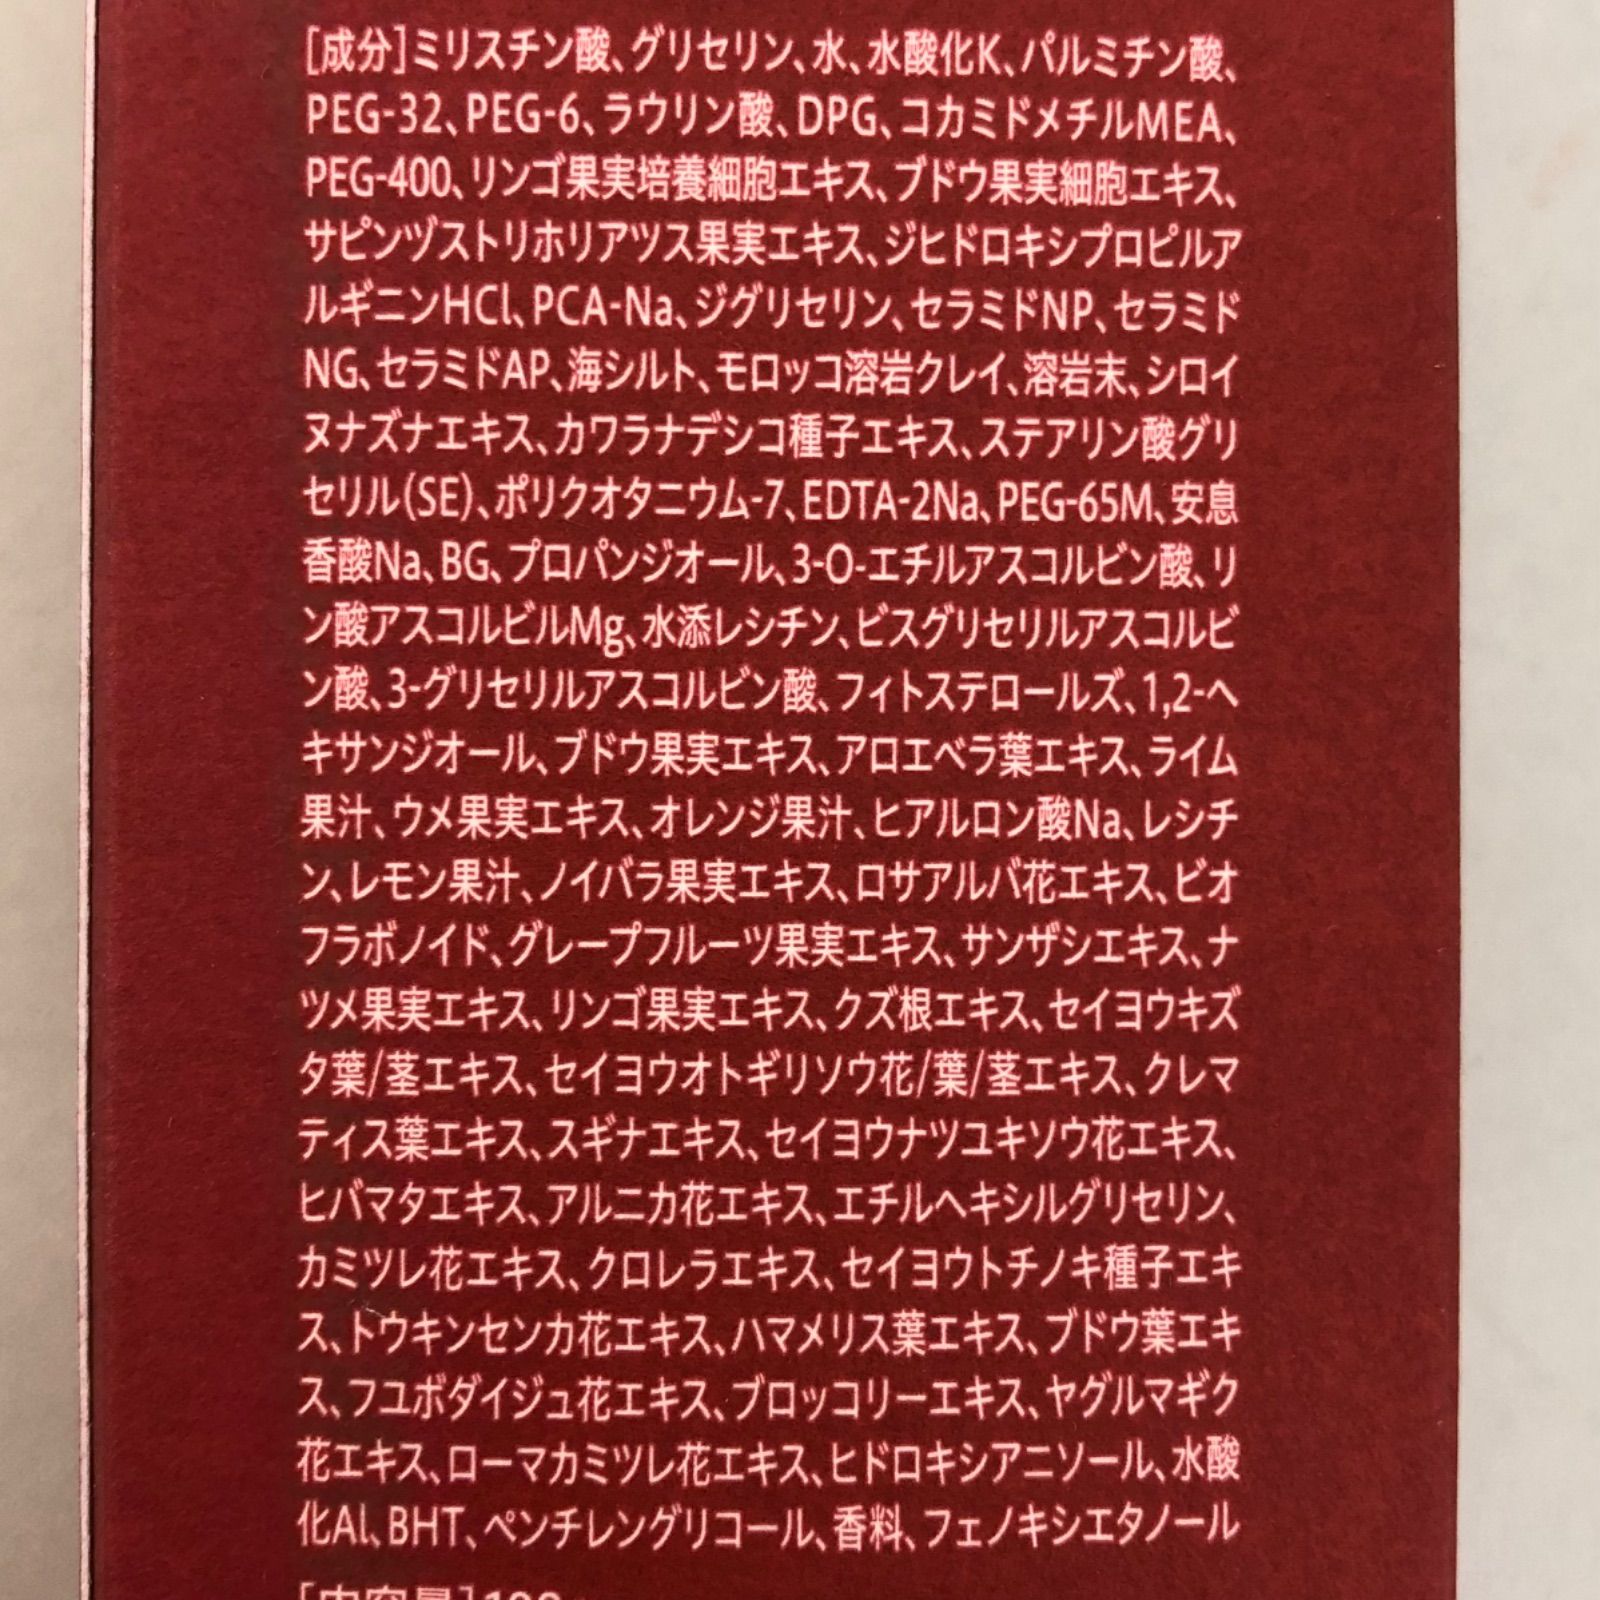 [成分]ミリスチン酸、グリセリン、水、水酸化K、パルミチン酸、
PEG-32、PEG-6、ラウリン酸、DPG、コカミドメチルMEA、
PEG-400、リンゴ果実培養細胞エキス、ブドウ果実細胞エキス、
サピンヅストリホリアツス果実エキス、ジヒドロキシプロピルア
ルギニンHCl、PCA-Na、ジグリセリン、セラミドNP、セラミド
NG、セラミドAP、海シルト、モロッコ溶岩クレイ、溶岩末、シロイ
ヌナズナエキス、カワラナデシコ種子エキス、ステアリン酸グリ
セリル(SE)、ポリクオタニウム-7、EDTA-2Na、PEG-65M、安息
香酸Na、BG、プロパンジオール、3-O-エチルアスコルビン酸、リ
ン酸アスコルビルMg、水添レシチン、ビスグリセリルアスコルビ
ン酸、3-グリセリルアスコルビン酸、フィトステロールズ、1,2-ヘ
キサンジオール、ブドウ果実エキス、アロエベラ葉エキス、ライム
果汁、ウメ果実エキス、オレンジ果汁、ヒアルロン酸Na、レシチ
ン、レモン果汁、ノイバラ果実エキス、ロサアルバ花エキス、ビオ
フラボノイド、グレープフルーツ果実エキス、サンザシエキス、ナ
ツメ果実エキス、リンゴ果実エキス、クズ根エキス、セイヨウキズ
タ葉/茎エキス、セイヨウオトギリソウ花/葉/茎エキス、クレマ
ティス葉エキス、スギナエキス、セイヨウナツユキソウ花エキス、
ヒバマタエキス、アルニカ花エキス、エチルヘキシルグリセリン、
カミツレ花エキス、クロレラエキス、セイヨウトチノキ種子エキ
ス、トウキンセンカ花エキス、ハマメリス葉エキス、ブドウ葉エキ
ス、フユボダイジュ花エキス、ブロッコリーエキス、ヤグルマギク
花エキス、ローマカミツレ花エキス、ヒドロキシアニソール、水酸
化Al、BHT、ペンチレングリコール、香料、フェノキシエタノール